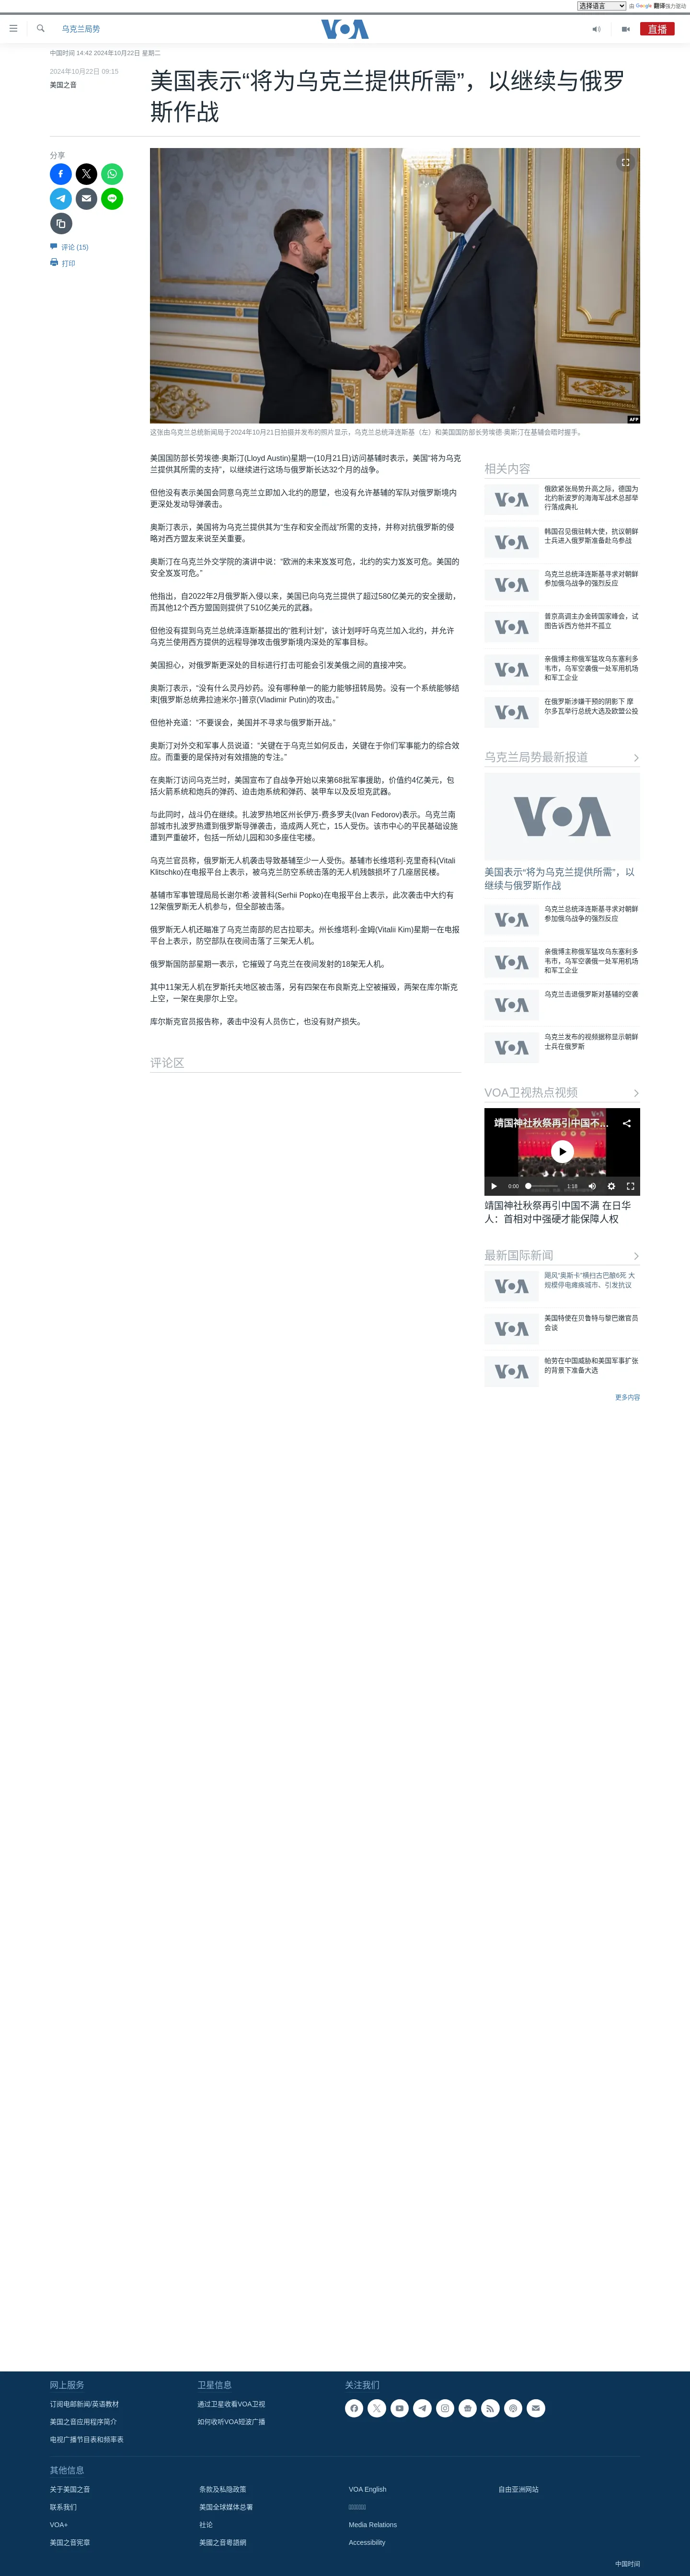 选择语言 由 Google 翻译强力驱动
乌克兰局势
VOA
直播
中国时间 14:42 2024年10月22日 星期二
2024年10月22日 09:15
美国之音
美国表示“将为乌克兰提供所需”，以继续与俄罗
斯作战
分享
评论 (15)
打印
AFP
这张由乌克兰总统新闻局于2024年10月21日拍摄并发布的照片显示，乌克兰总统泽连斯基（左）和美国国防部长劳埃德·奥斯汀在基辅会晤时握手。
美国国防部长劳埃德·奥斯汀(Lloyd Austin)星期一(10月21日)访问基辅时表示，美国“将为乌克
兰提供其所需的支持”，以继续进行这场与俄罗斯长达32个月的战争。
但他没有表示美国会同意乌克兰立即加入北约的愿望，也没有允许基辅的军队对俄罗斯境内
更深处发动导弹袭击。
奥斯汀表示，美国将为乌克兰提供其为“生存和安全而战”所需的支持，并称对抗俄罗斯的侵
略对西方盟友来说至关重要。
奥斯汀在乌克兰外交学院的演讲中说：“欧洲的未来岌岌可危，北约的实力岌岌可危。美国的
安全岌岌可危。”
他指出，自2022年2月俄罗斯入侵以来，美国已向乌克兰提供了超过580亿美元的安全援助，
而其他12个西方盟国则提供了510亿美元的武器。
但他没有提到乌克兰总统泽连斯基提出的“胜利计划”，该计划呼吁乌克兰加入北约，并允许
乌克兰使用西方提供的远程导弹攻击俄罗斯境内深处的军事目标。
美国担心，对俄罗斯更深处的目标进行打击可能会引发美俄之间的直接冲突。
奥斯汀表示，“没有什么灵丹妙药。没有哪种单一的能力能够扭转局势。没有一个系统能够结
束[俄罗斯总统弗拉迪米尔-]普京(Vladimir Putin)的攻击。”
但他补充道：“不要误会，美国并不寻求与俄罗斯开战。”
奥斯汀对外交和军事人员说道：“关键在于乌克兰如何反击，关键在于你们军事能力的综合效
应。而重要的是保持对有效措施的专注。”
在奥斯汀访问乌克兰时，美国宣布了自战争开始以来第68批军事援助，价值约4亿美元，包
括火箭系统和炮兵的弹药、迫击炮系统和弹药、装甲车以及反坦克武器。
与此同时，战斗仍在继续。扎波罗热地区州长伊万-费多罗夫(Ivan Fedorov)表示。乌克兰南
部城市扎波罗热遭到俄罗斯导弹袭击，造成两人死亡，15人受伤。该市中心的平民基础设施
遭到严重破坏，包括一所幼儿园和30多座住宅楼。
乌克兰官员称，俄罗斯无人机袭击导致基辅至少一人受伤。基辅市长维塔利-克里奇科(Vitali
Klitschko)在电报平台上表示，被乌克兰防空系统击落的无人机残骸损坏了几座居民楼。
基辅市军事管理局局长谢尔希·波普科(Serhii Popko)在电报平台上表示，此次袭击中大约有
12架俄罗斯无人机参与，但全部被击落。
俄罗斯无人机还瞄准了乌克兰南部的尼古拉耶夫。州长维塔利-金姆(Vitalii Kim)星期一在电报
平台上表示，防空部队在夜间击落了三架无人机。
俄罗斯国防部星期一表示，它摧毁了乌克兰在夜间发射的18架无人机。
其中11架无人机在罗斯托夫地区被击落，另有四架在布良斯克上空被摧毁，两架在库尔斯克
上空，一架在奥廖尔上空。
库尔斯克官员报告称，袭击中没有人员伤亡，也没有财产损失。
评论区
相关内容
俄欧紧张局势升高之际，德国为
北约新波罗的海海军战术总部举
行落成典礼
韩国召见俄驻韩大使，抗议朝鲜
士兵进入俄罗斯准备赴乌参战
乌克兰总统泽连斯基寻求对朝鲜
参加俄乌战争的强烈反应
普京高调主办金砖国家峰会，试
图告诉西方他并不孤立
亲俄博主称俄军猛攻乌东塞利多
韦市，乌军空袭俄一处军用机场
和军工企业
在俄罗斯涉嫌干预的阴影下 摩
尔多瓦举行总统大选及欧盟公投
乌克兰局势最新报道
VOA
美国表示“将为乌克兰提供所需”，以
继续与俄罗斯作战
乌克兰总统泽连斯基寻求对朝鲜
参加俄乌战争的强烈反应
亲俄博主称俄军猛攻乌东塞利多
韦市，乌军空袭俄一处军用机场
和军工企业
乌克兰击退俄罗斯对基辅的空袭
乌克兰发布的视频据称显示朝鲜
士兵在俄罗斯
VOA卫视热点视频
靖国神社秋祭再引中国不...
0:00 1:18
靖国神社秋祭再引中国不满 在日华
人：首相对中强硬才能保障人权
最新国际新闻
飓风“奥斯卡”横扫古巴酿6死 大
规模停电瘫痪城市、引发抗议
美国特使在贝鲁特与黎巴嫩官员
会谈
帕劳在中国威胁和美国军事扩张
的背景下准备大选
更多内容
网上服务
订阅电邮新闻/英语教材
美国之音应用程序简介
电视广播节目表和频率表
卫星信息
通过卫星收看VOA卫视
如何收听VOA短波广播
关注我们
其他信息
关于美国之音
联系我们
VOA+
美国之音宪章
条款及私隐政策
美国全球媒体总署
社论
美國之音粵語網
VOA English
Media Relations
Accessibility
自由亚洲网站
中国时间